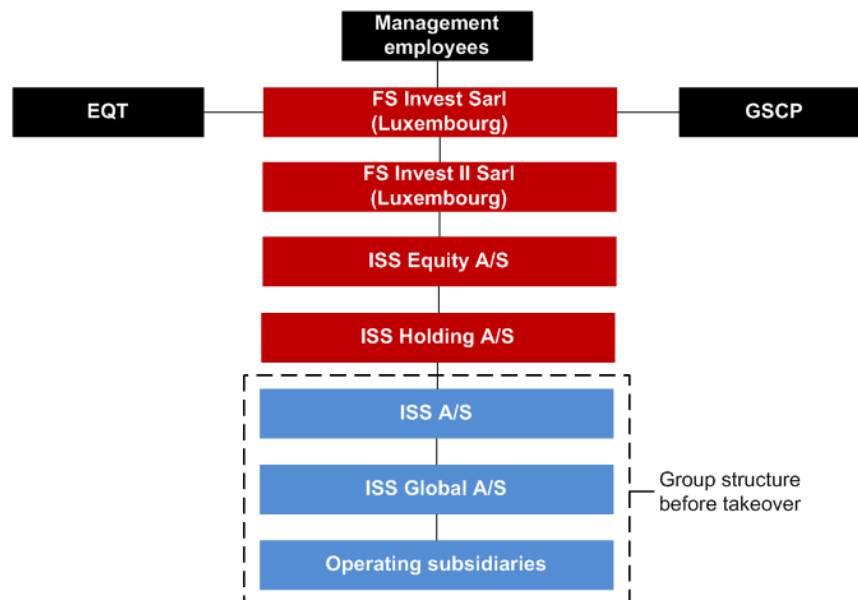 Management
employees
EQT
FS Invest Sarl
(Luxembourg)
GSCP
FS Invest II Sarl
(Luxembourg)
ISS Equity A/S
ISS Holding A/S
ISS A/S
ISS Global A/S
Group structure
before takeover
Operating subsidiaries